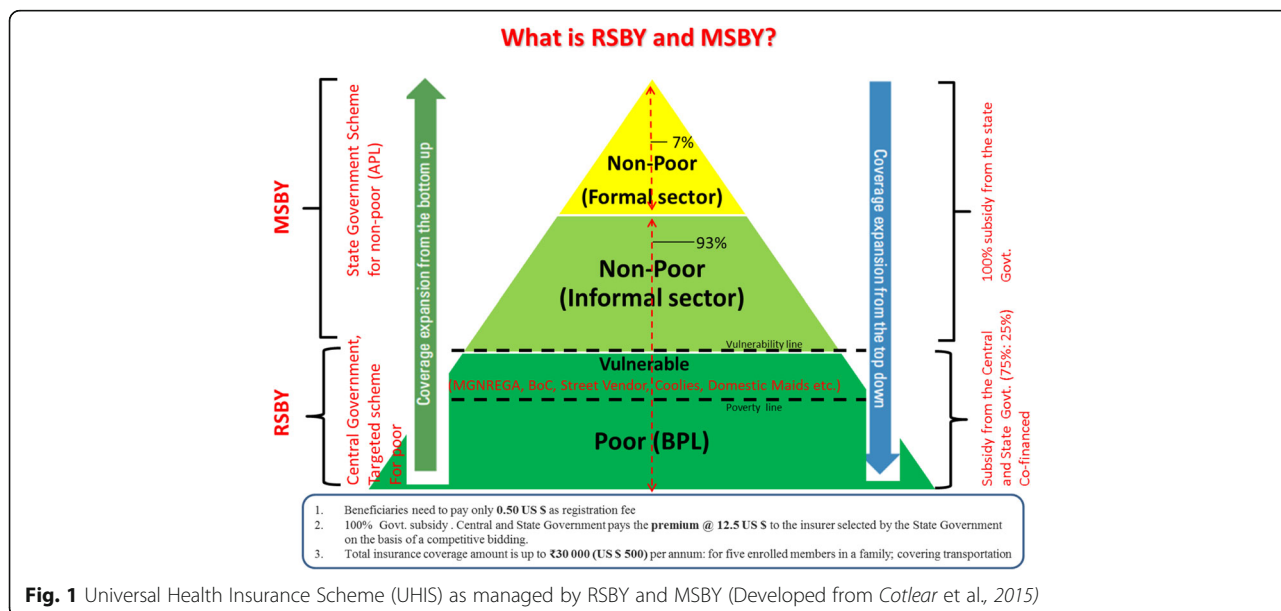 What is RSBY and MSBY?
MSBY
State Government Scheme
for non-poor (APL)
RSBY
Central Government,
Targeted scheme
For poor
Coverage expansion from the bottom up
7%
Non-Poor
(Formal sector)
93%
Non-Poor
(Informal sector)
Vulnerability line
Vulnerable
(MGNREGA, BoC, Street Vendor, Coolies, Domestic Maids etc.)
Poverty line
Poor (BPL)
Coverage expansion from the top down
100% subsidy from the state
Govt.
Subsidy from the Central
and State Govt. (75%; 25%)
Co-financed
1. Beneficiaries need to pay only 0.50 US $ as registration fee
2. 100% Govt. subsidy . Central and State Government pays the premium @ 12.5 US $ to the insurer selected by the State Government
on the basis of a competitive bidding.
3. Total insurance coverage amount is up to ₹30 000 (US $ 500) per annum: for five enrolled members in a family; covering transportation
Fig. 1 Universal Health Insurance Scheme (UHIS) as managed by RSBY and MSBY (Developed from Cotlear et al., 2015)